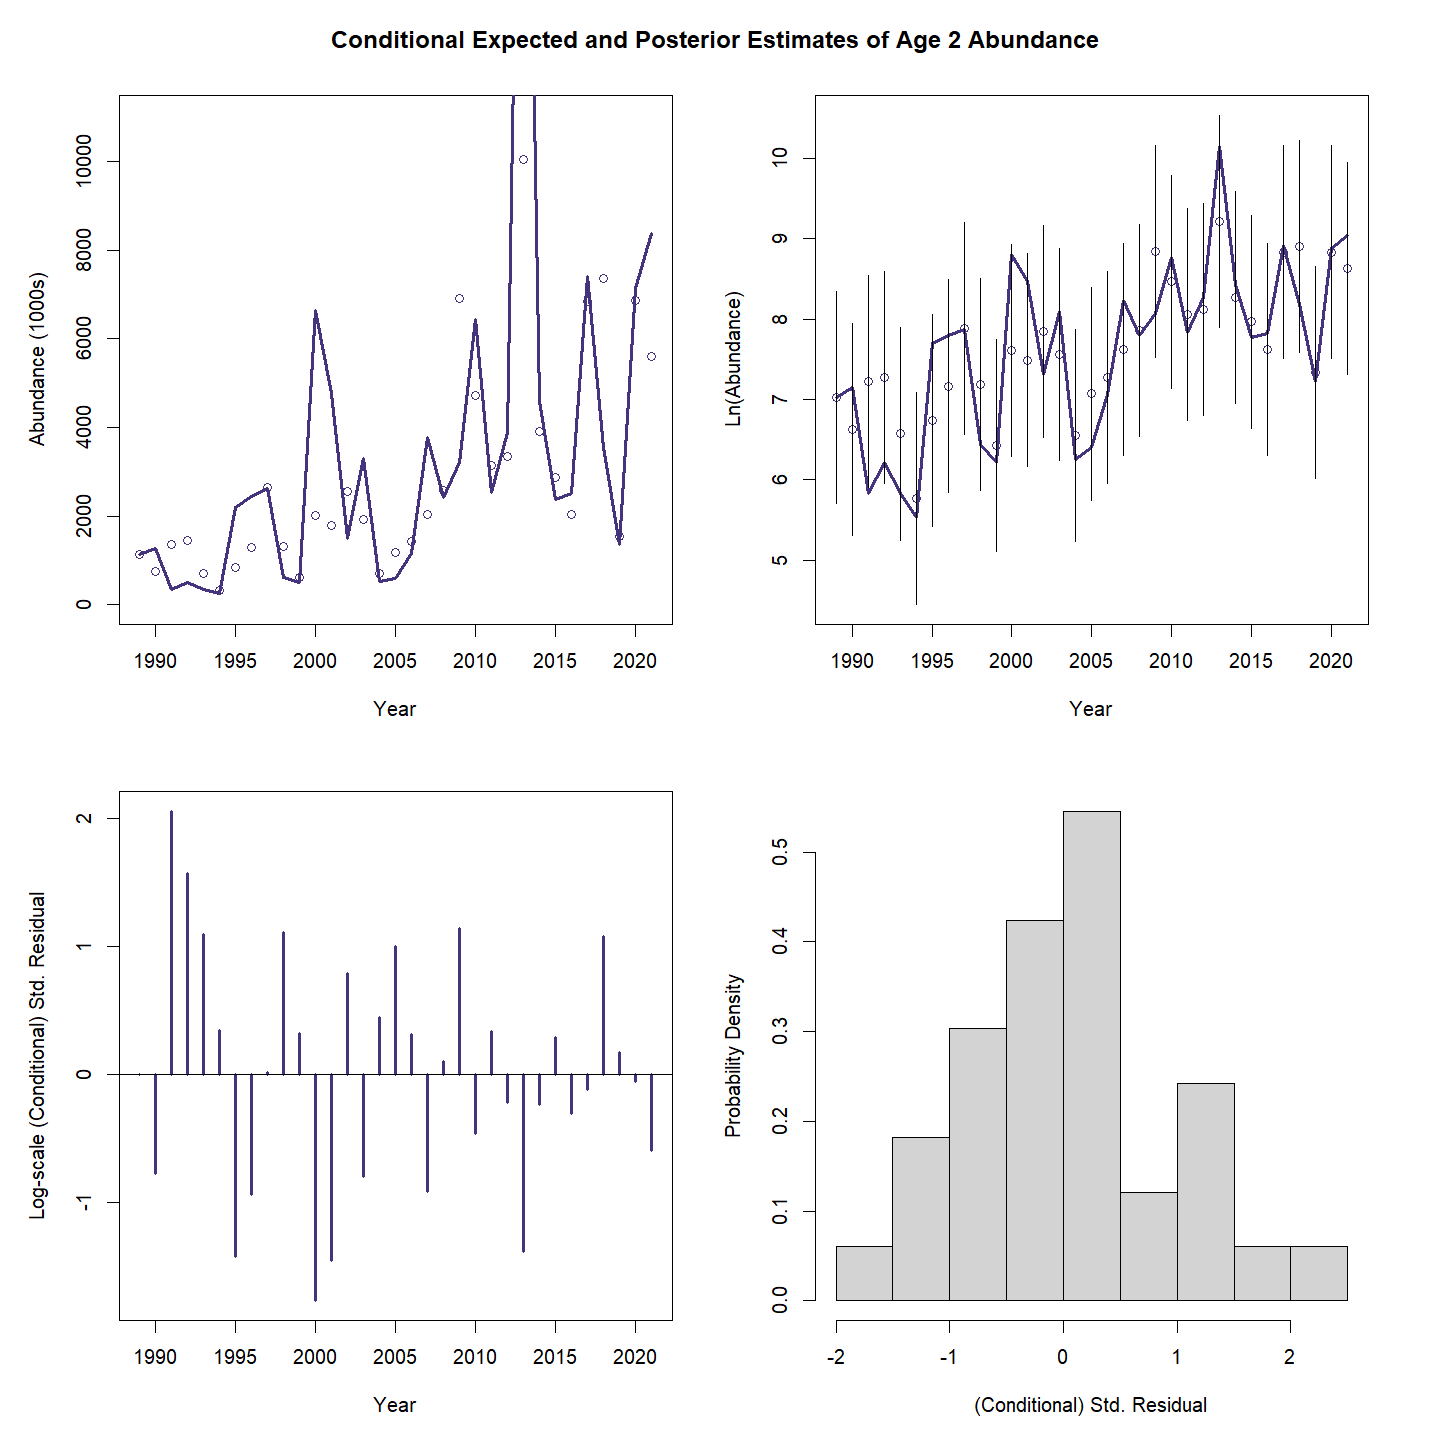 Conditional Expected and Posterior Estimates of Age 2 Abundance
Abundance (1000s)
10000
8000
6000
4000
2000
0
1990 1995 2000 2005 2010 2015 2020
Year
Ln(Abundance)
10
9
8
7
6
5
1990 1995 2000 2005 2010 2015 2020
Year
Log-scale (Conditional) Std. Residual
2
1
0
-1
1990 1995 2000 2005 2010 2015 2020
Year
Probability Density
0.5
0.4
0.3
0.2
0.1
0.0
-2 -1 0 1 2
(Conditional) Std. Residual